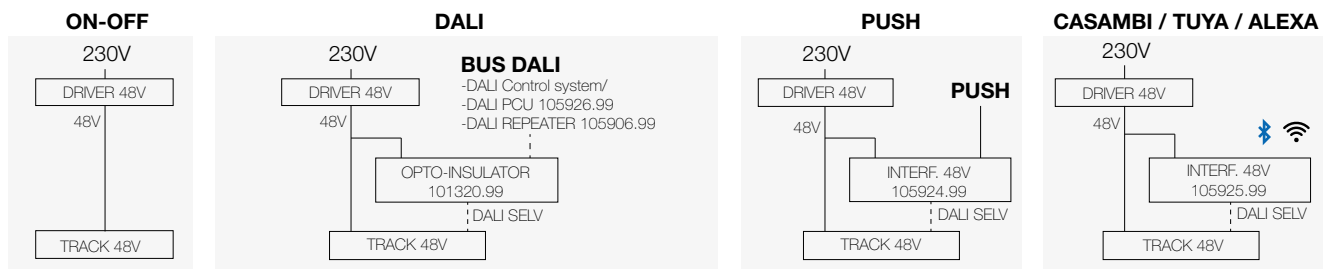 ON-OFF
230V
DRIVER 48V
48V
TRACK 48V
DALI
230V
DRIVER 48V
48V
BUS DALI
-DALI Control system/
-DALI PCU 105926.99
-DALI REPEATER 105906.99
OPTO-INSULATOR
101320.99
DALI SELV
TRACK 48V
PUSH
230V
DRIVER 48V
48V
PUSH
INTERF. 48V
105924.99
DALI SELV
TRACK 48V
CASAMBI / TUYA / ALEXA
230V
DRIVER 48V
48V
INTERF. 48V
105925.99
DALI SELV
TRACK 48V